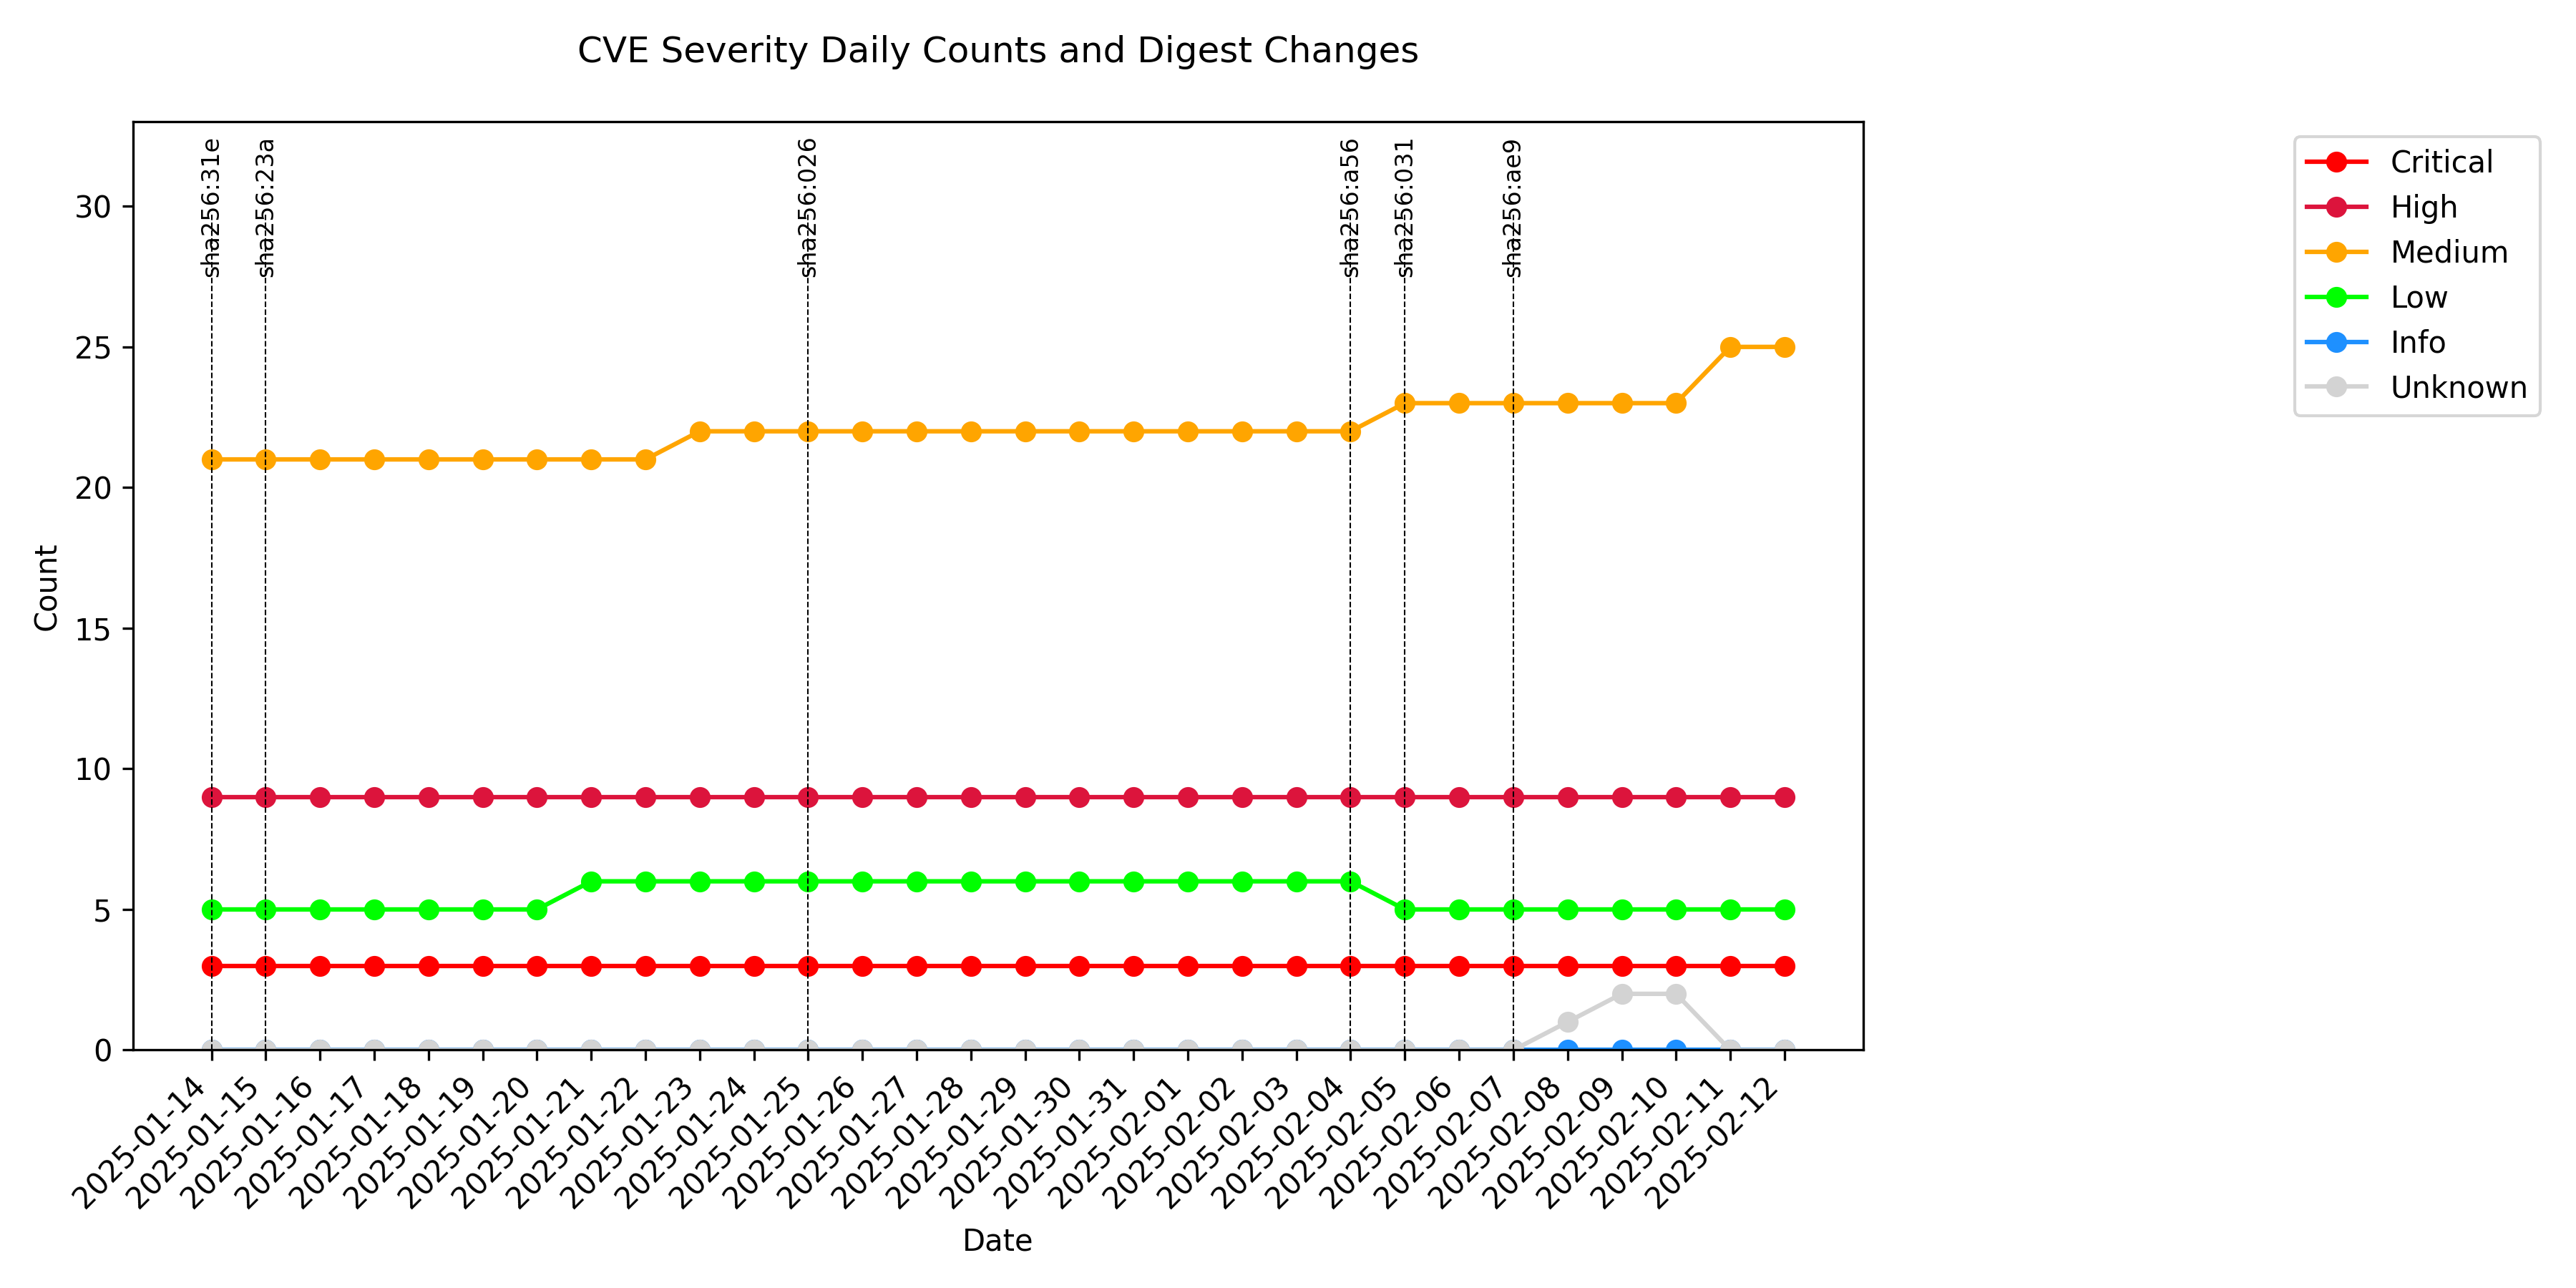 CVE Severity Daily Counts and Digest Changes
sha256:31e
sha256:23a
sha256:026
sha256:a56
sha256:031
sha256:ae9
Critical
High
Medium
Low
Info
Unknown
30
25
20
15
10
5
0
Count
2025-01-14
2025-01-15
2025-01-16
2025-01-17
2025-01-18
2025-01-19
2025-01-20
2025-01-21
2025-01-22
2025-01-23
2025-01-24
2025-01-25
2025-01-26
2025-01-27
2025-01-28
2025-01-29
2025-01-30
2025-01-31
2025-02-01
2025-02-02
2025-02-03
2025-02-04
2025-02-05
2025-02-06
2025-02-07
2025-02-08
2025-02-09
2025-02-10
2025-02-11
2025-02-12
Date